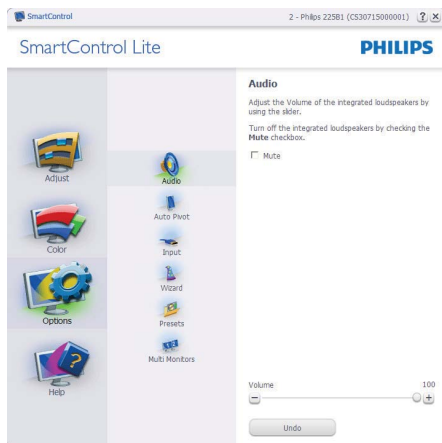 SmartControl
2 - Philips 225B1 (CS30715000001)
SmartControl Lite
PHILIPS
Adjust
Color
Options
Help
Audio
Auto Pivot
Input
Wizard
Presets
Multi Monitors
Audio
Adjust the Volume of the integrated loudspeakers by
using the slider.
Turn off the integrated loudspeakers by checking the
Mute checkbox.
Mute
Volume
100
Undo